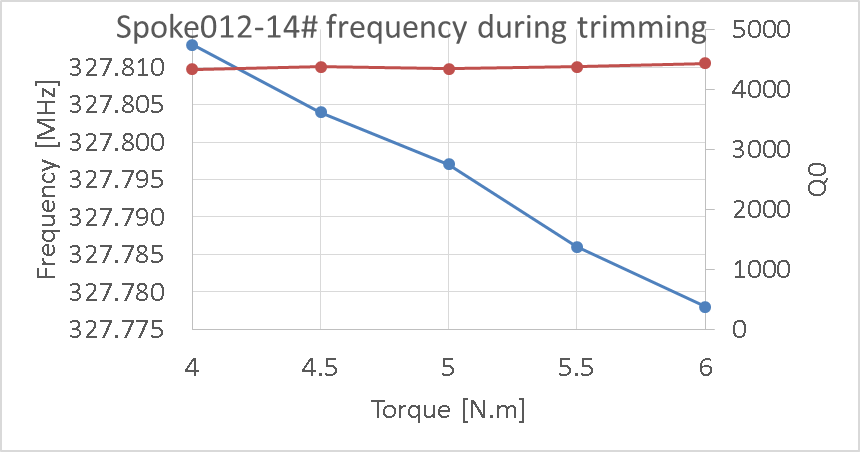 Spoke012-14# frequency during trimming
Frequency [MHz]
327.810
327.805
327.800
327.795
327.790
327.785
327.780
327.775
5000
4000
3000
2000
1000
0
Q0
4 4.5 5 5.5 6
Torque [N.m]